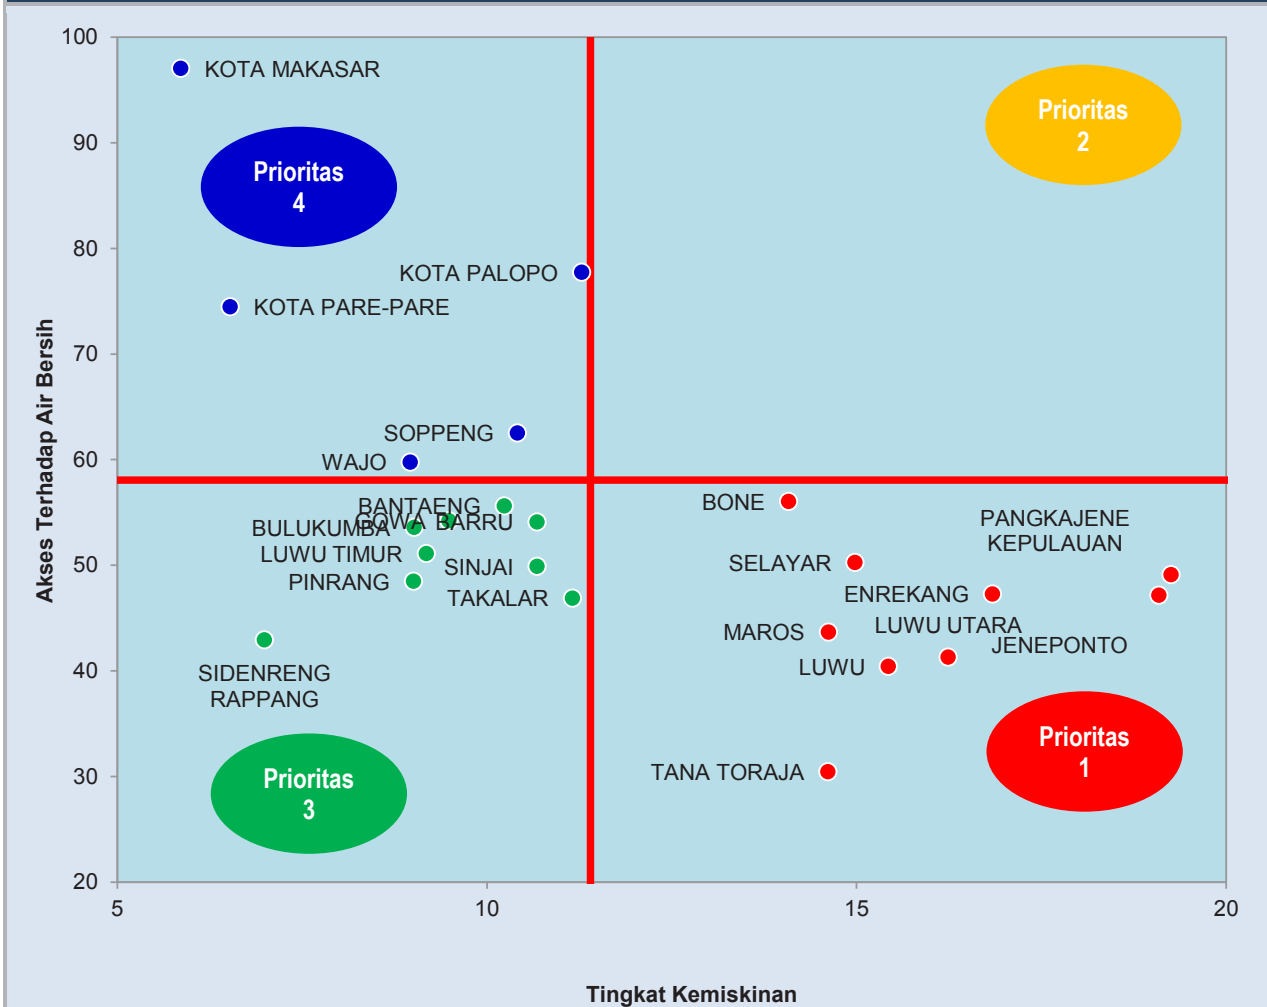 100
KOTA MAKASAR
Prioritas
2
90
Prioritas
4
80
KOTA PALOPO
KOTA PARE-PARE
70
Akses Terhadap Air Bersih
SOPPENG
60
WAJO
BANTAENG
BONE
GOWA
BARRU
BULUKUMBA
PANGKAJENE
KEPULAUAN
LUWU TIMUR
50
SINJAI
SELAYAR
PINRANG
TAKALAR
ENREKANG
MAROS
LUWU UTARA
JENEPONTO
40
LUWU
SIDENRENG
RAPPANG
Prioritas
1
30
TANA TORAJA
Prioritas
3
20
5
10
15
20
Tingkat Kemiskinan